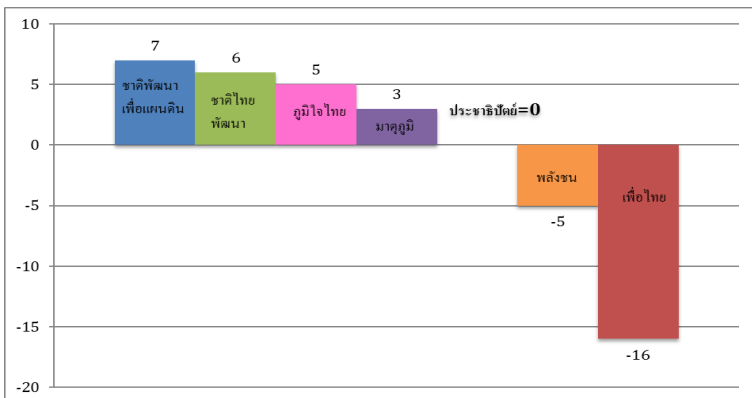 10
5
0
-5
-10
-15
-20
7
6
5
3
-5
-16
ชาติพัฒนา
เพื่อแผ่นดิน
ชาติไทย
พัฒนา
ภูมิใจไทย
มาตุภูมิ
ประชาธิปัตย์=0
พลังชน
เพื่อไทย